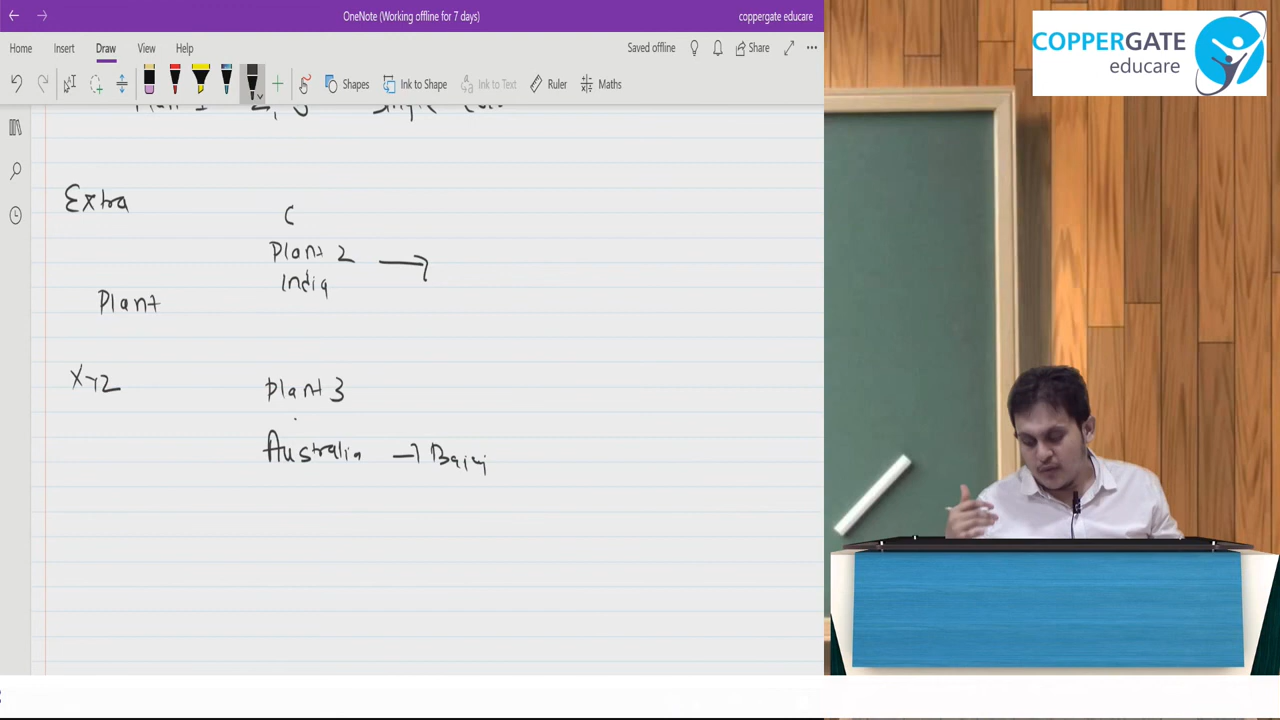 OneNote (Working offline for 7 days)
coppergate educare
Home Insert Draw View Help
Saved offline Share
Shapes Ink to Shape Ink to Text Ruler Maths
COPPERGATE
educare
Extra
C
Plant 2
India
Plant
XYZ
Plant 3
Australia → Bajaj